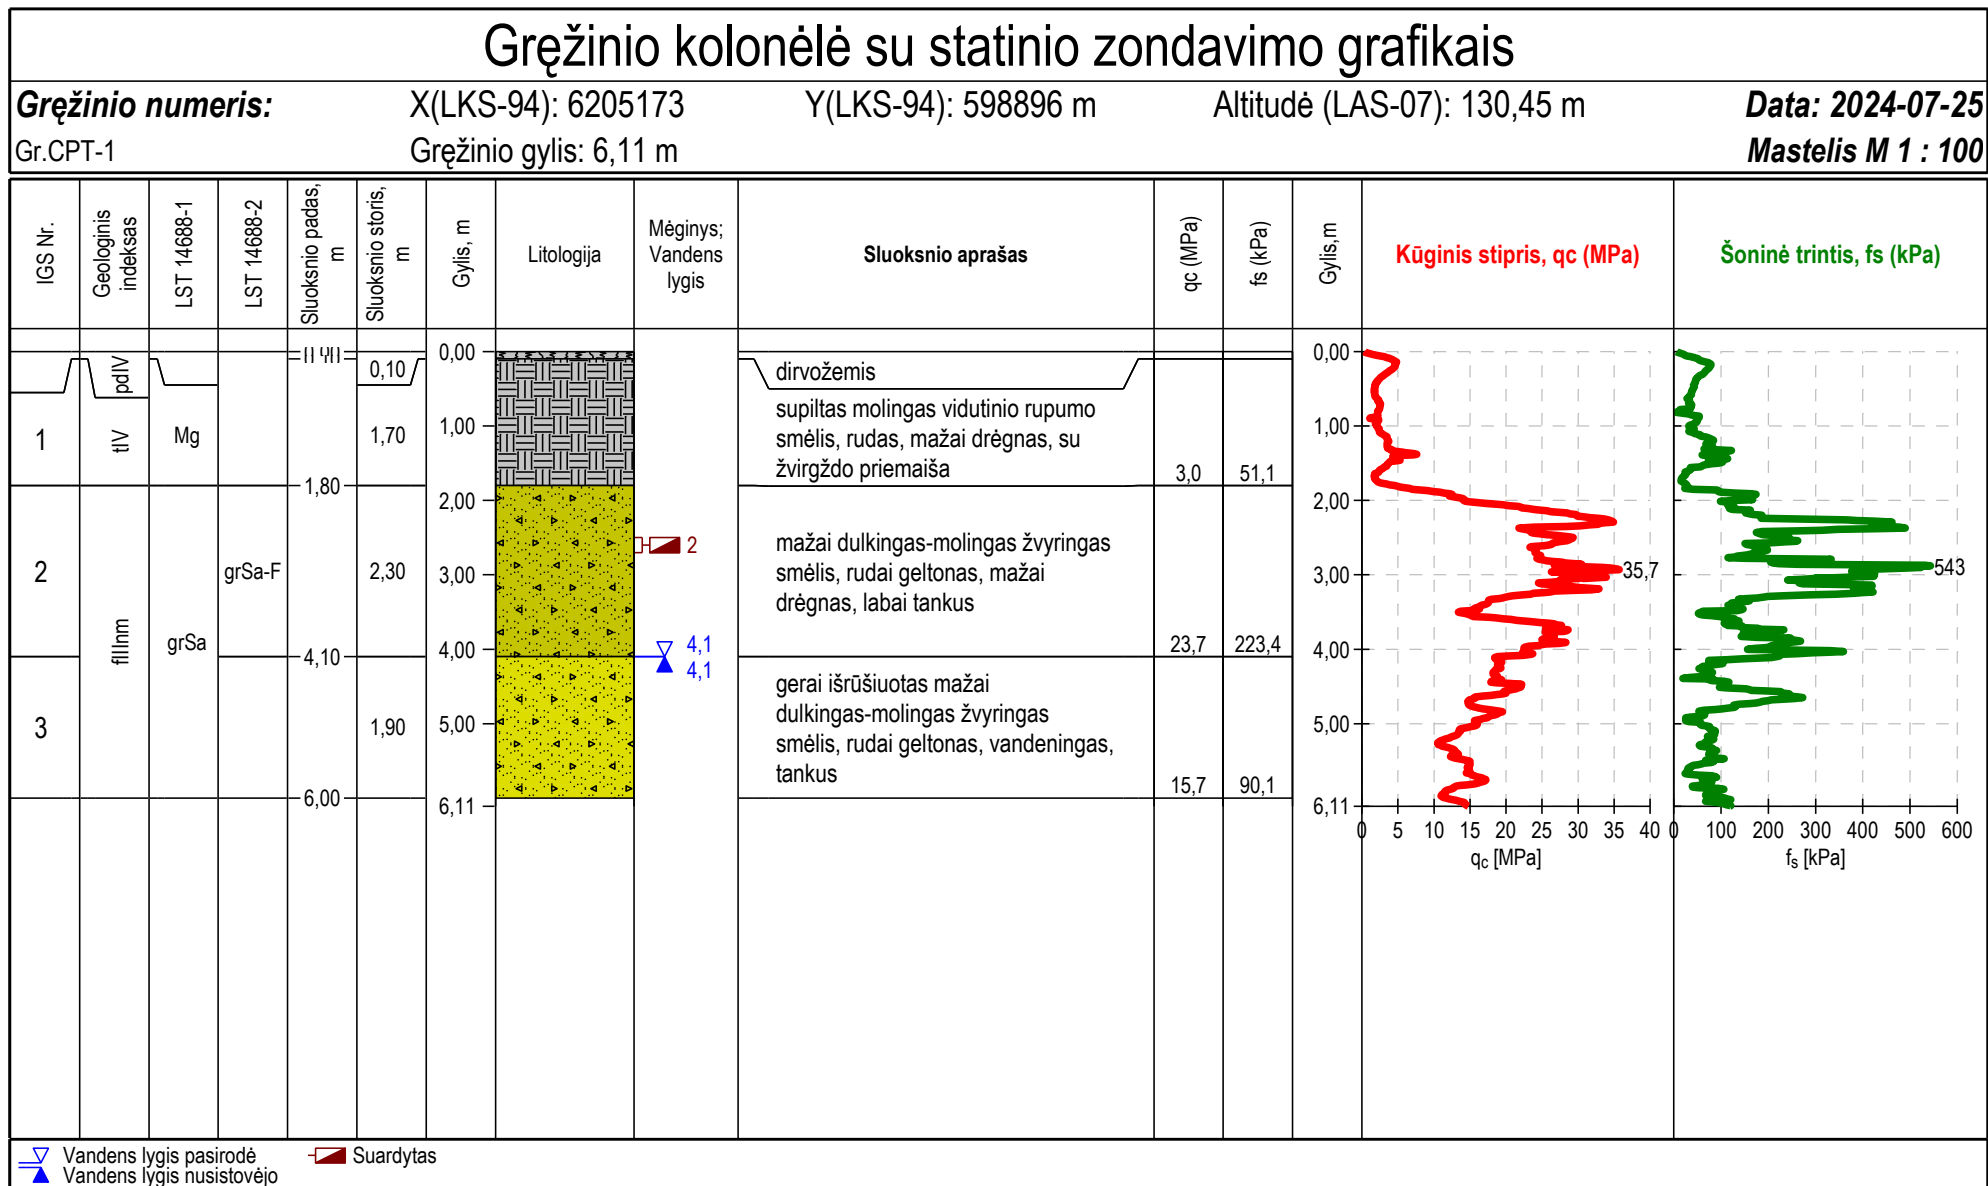 Gręžinio kolonėlė su statinio zondavimo grafikais
Gręžinio numeris: X(LKS-94): 6205173 Y(LKS-94): 598896 m Altitudė (LAS-07): 130,45 m Data: 2024-07-25
Gr.CPT-1 Gręžinio gylis: 6,11 m Mastelis M 1 : 100
IGS Nr.
Geologinis
indeksas
LST 14688-1
LST 14688-2
Sluoksnio padas,
m
Sluoksnio storis,
m
Gylis, m
Litologija
Mėginys;
Vandens
lygis
Sluoksnio aprašas
qc (MPa)
fs (kPa)
Gylis,m
Kūginis stipris, qc (MPa)
Šoninė trintis, fs (kPa)
pdIV
0,10
dirvožemis
1
tIV
Mg
1,80
1,70
supiltas molingas vidutinio rupumo
smėlis, rudas, mažai drėgnas, su
žvirgždo priemaiša
3,0 51,1
2
fIIInm
grSa
grSa-F
4,10
2,30
2
mažai dulkingas-molingas žvyringas
smėlis, rudai geltonas, mažai
drėgnas, labai tankus
23,7 223,4
4,1
4,1
3
6,00
1,90
gerai išrūšiuotas mažai
dulkingas-molingas žvyringas
smėlis, rudai geltonas, vandeningas,
tankus
15,7 90,1
0,00
1,00
2,00
3,00
4,00
5,00
6,11
0,00
1,00
2,00
3,00
4,00
5,00
6,11
35,7
543
0 5 10 15 20 25 30 35 40
qc [MPa]
0 100 200 300 400 500 600
fs [kPa]
Vandens lygis pasirodė Suardytas
Vandens lygis nusistovėjo